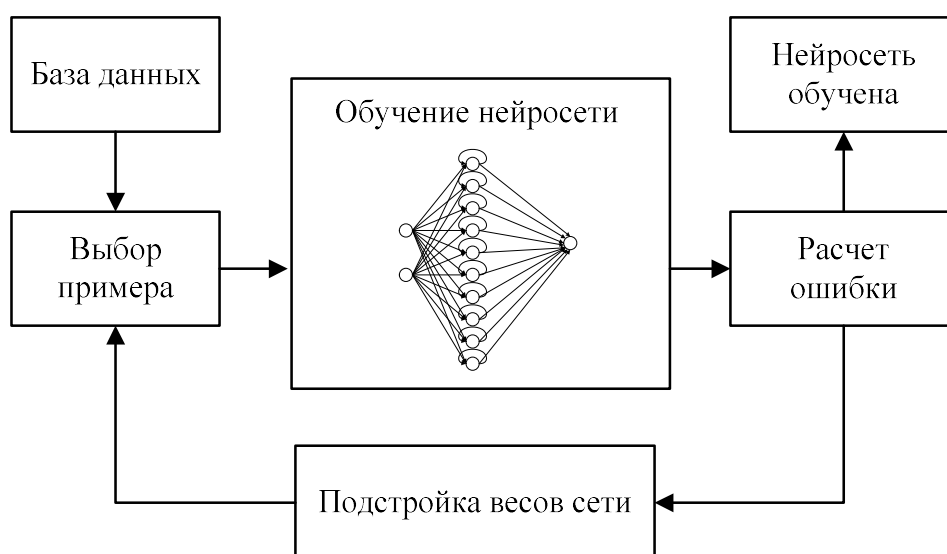 База данных
Обучение нейросети
Нейросеть
обучена
Выбор
примера
Расчет
ошибки
Подстройка весов сети